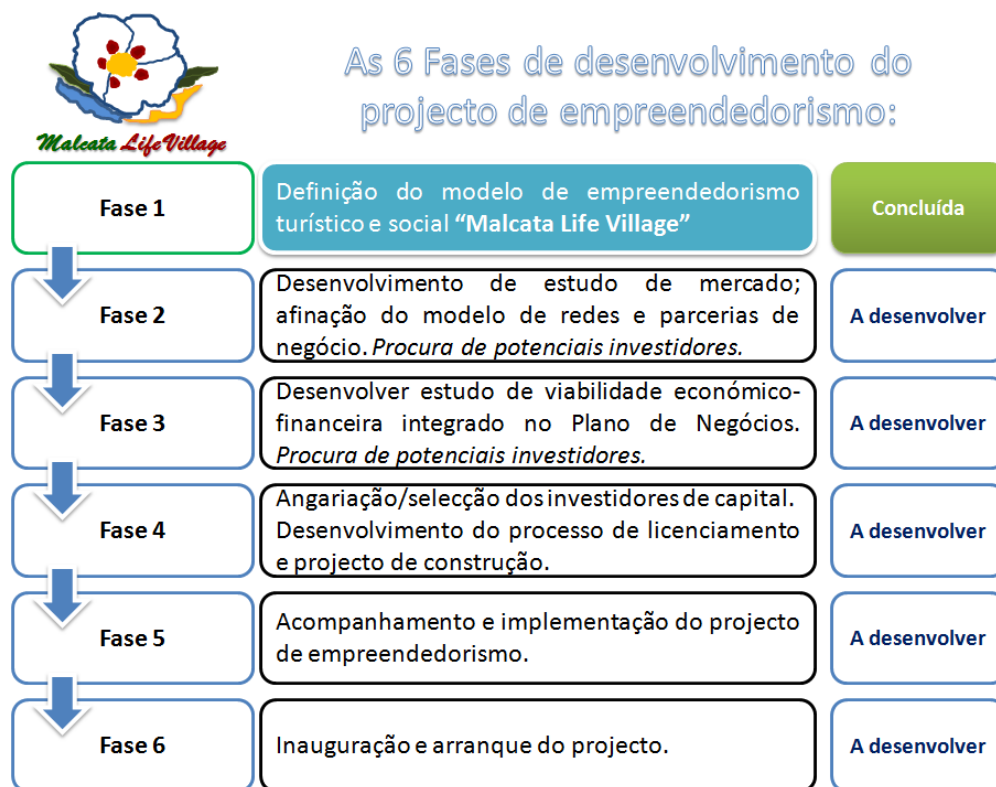 As 6 Fases de desenvolvimento do
projecto de empreendedorismo:
Malcata Life Village
Fase 1
Definição do modelo de empreendedorismo
turístico e social “Malcata Life Village”
Concluída
Fase 2
Desenvolvimento de estudo de mercado;
afinação do modelo de redes e parcerias de
negócio. Procura de potenciais investidores.
A desenvolver
Fase 3
Desenvolver estudo de viabilidade económico-
financeira integrado no Plano de Negócios.
Procura de potenciais investidores.
A desenvolver
Fase 4
Angariação/selecção dos investidores de capital.
Desenvolvimento do processo de licenciamento
e projecto de construção.
A desenvolver
Fase 5
Acompanhamento e implementação do projecto
de empreendedorismo.
A desenvolver
Fase 6
Inauguração e arranque do projecto.
A desenvolver